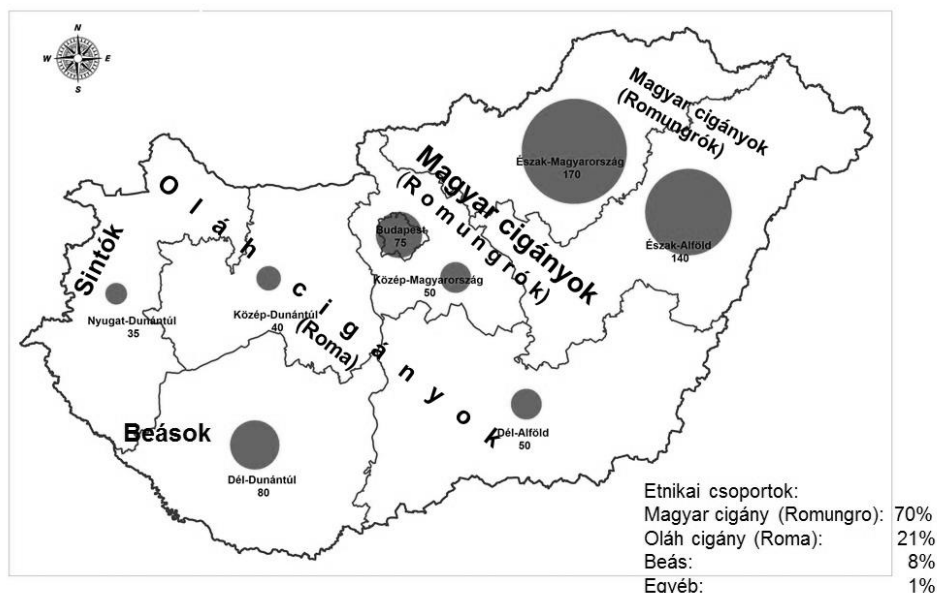 N
W E
S
Magyar cigányok
(Romungrók)
Észak-Magyarország
170
Magyar cigányok
(Romungrók)
Észak-Alföld
140
Oláh cigányok
(Roma)
Budapest
75
Közép-Magyarország
50
Sintók
Nyugat-Dunántúl
35
Közép-Dunántúl
40
Beások
Dél-Dunántúl
80
Dél-Alföld
50
Etnikai csoportok:
Magyar cigány (Romungro): 70%
Oláh cigány (Roma): 21%
Beás: 8%
Egyéb: 1%